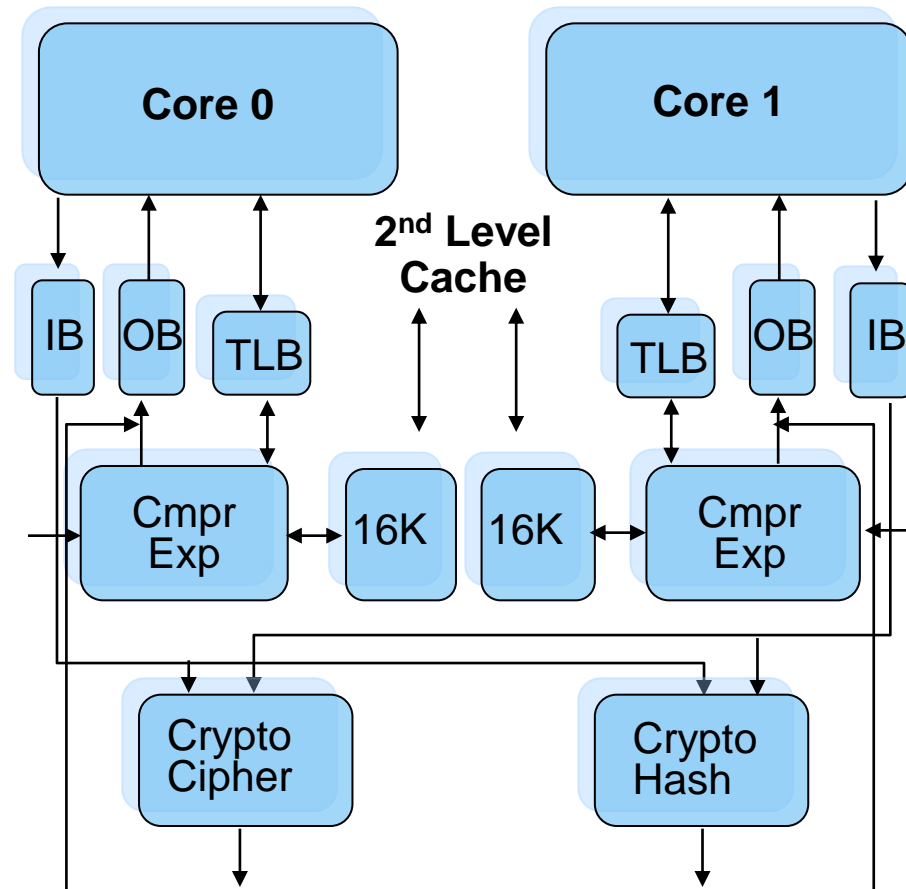 Core 0
Core 1
2nd Level
Cache
IB
OB
TLB
TLB
OB
IB
Cmpr
Exp
16K
16K
Cmpr
Exp
Crypto
Cipher
Crypto
Hash